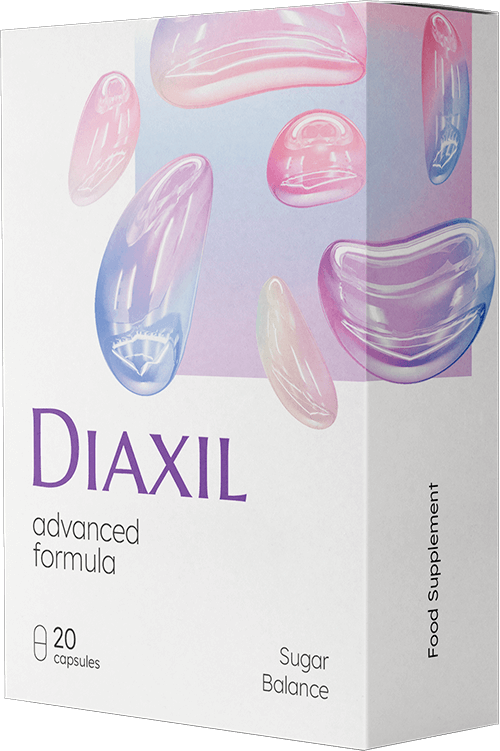 DIAXIL
advanced
formula
20
capsules
Sugar
Balance
Food Supplement